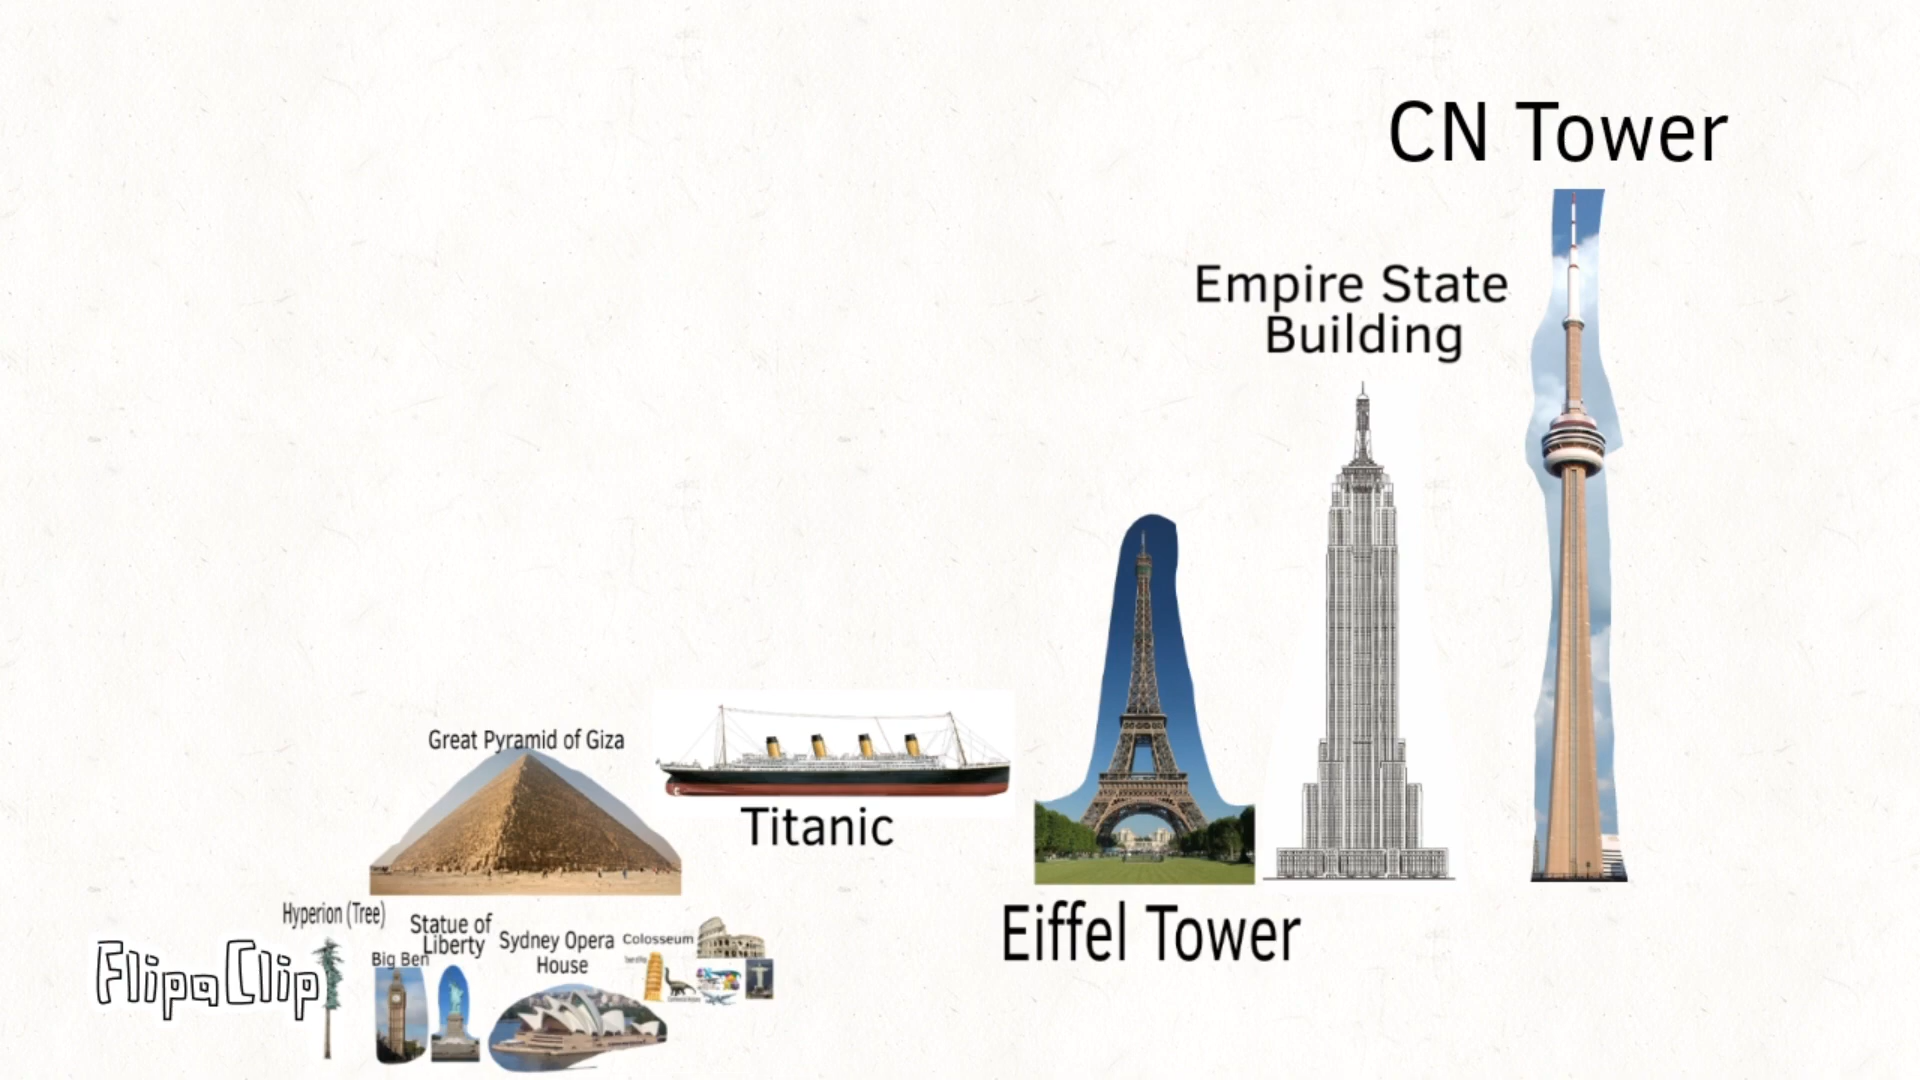 CN Tower
Empire State
Building
Great Pyramid of Giza
Titanic
Eiffel Tower
Hyperion (Tree)
Statue of
Liberty
Big Ben
Sydney Opera
House
Colosseum
FlipaClip